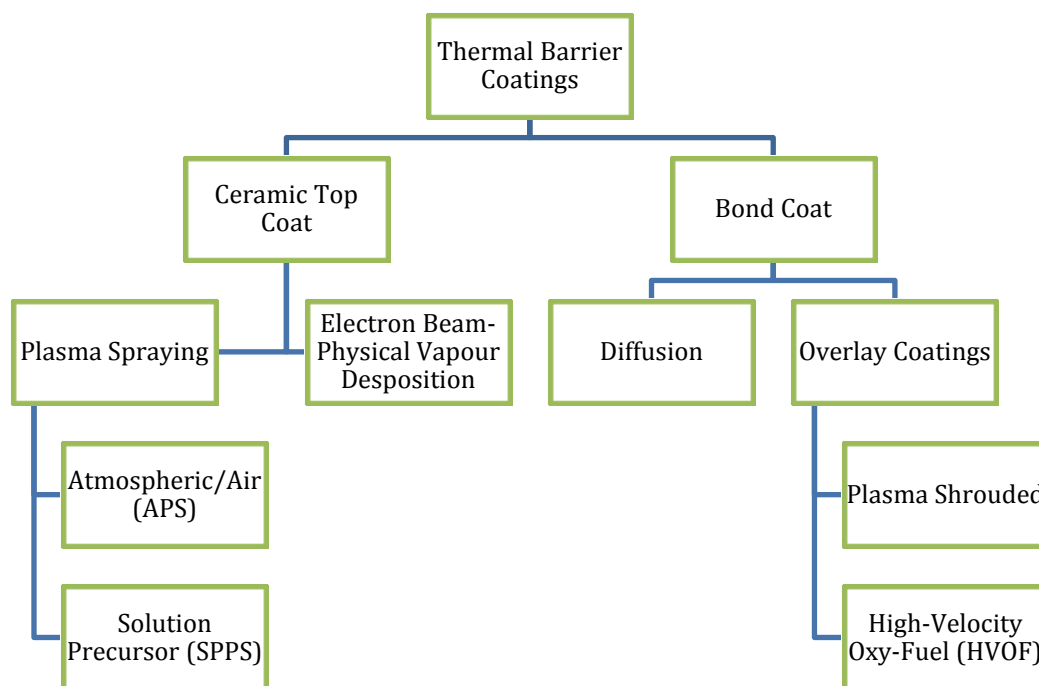 Thermal Barrier
Coatings
Ceramic Top
Coat
Bond Coat
Plasma Spraying
Electron Beam-
Physical Vapour
Desposition
Diffusion
Overlay Coatings
Atmospheric/Air
(APS)
Solution
Precursor (SPPS)
Plasma Shrouded
High-Velocity
Oxy-Fuel (HVOF)